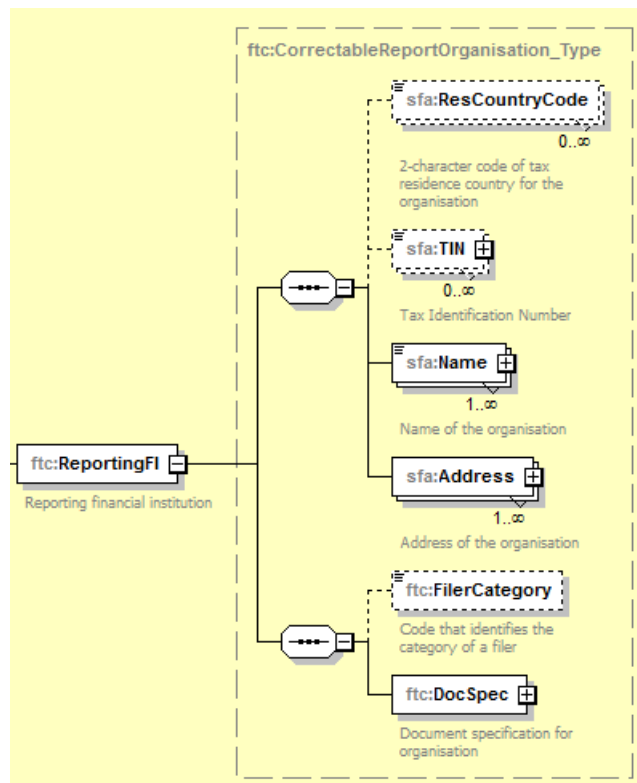 ftc:CorrectableReportOrganisation_Type
sfa:ResCountryCode
0..∞
2-character code of tax
residence country for the
organisation
sfa:TIN
0..∞
Tax Identification Number
sfa:Name
1..∞
Name of the organisation
ftc:ReportingFI
Reporting financial institution
sfa:Address
1..∞
Address of the organisation
ftc:FilerCategory
Code that identifies the
category of a filer
ftc:DocSpec
Document specification for
organisation